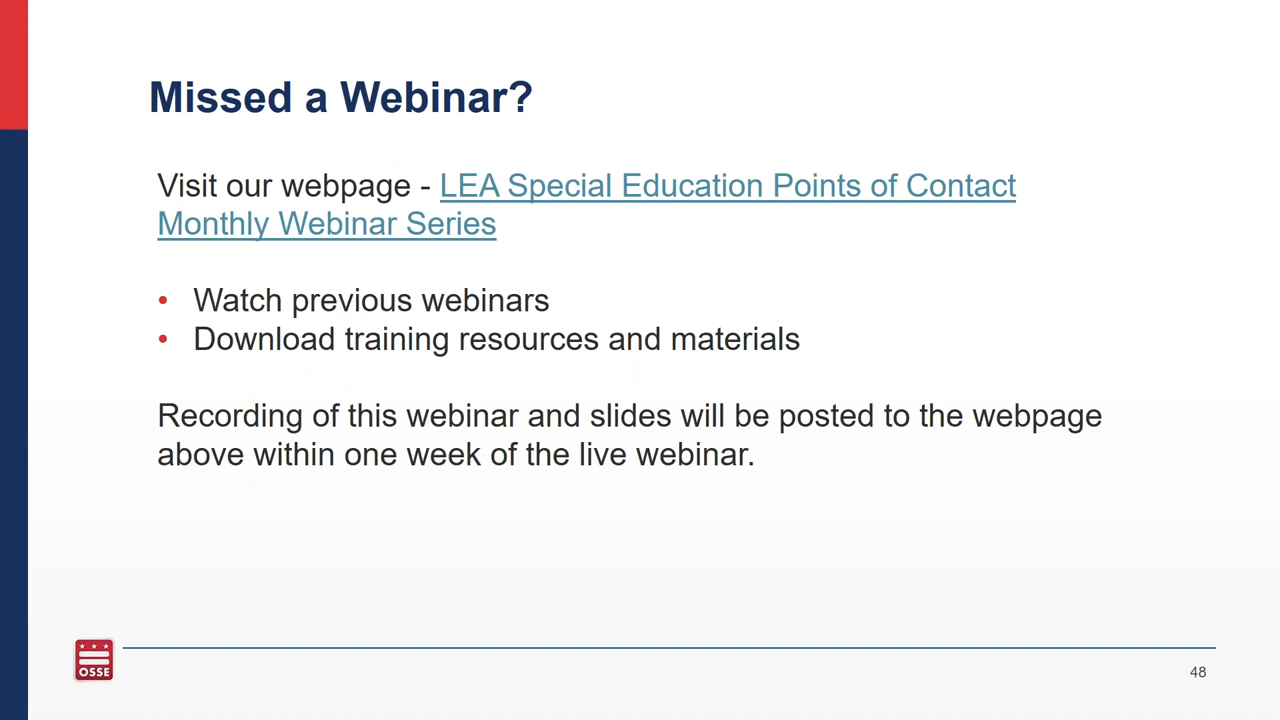 Missed a Webinar?
Visit our webpage - LEA Special Education Points of Contact
Monthly Webinar Series
• Watch previous webinars
• Download training resources and materials
Recording of this webinar and slides will be posted to the webpage
above within one week of the live webinar.
OSSE
48